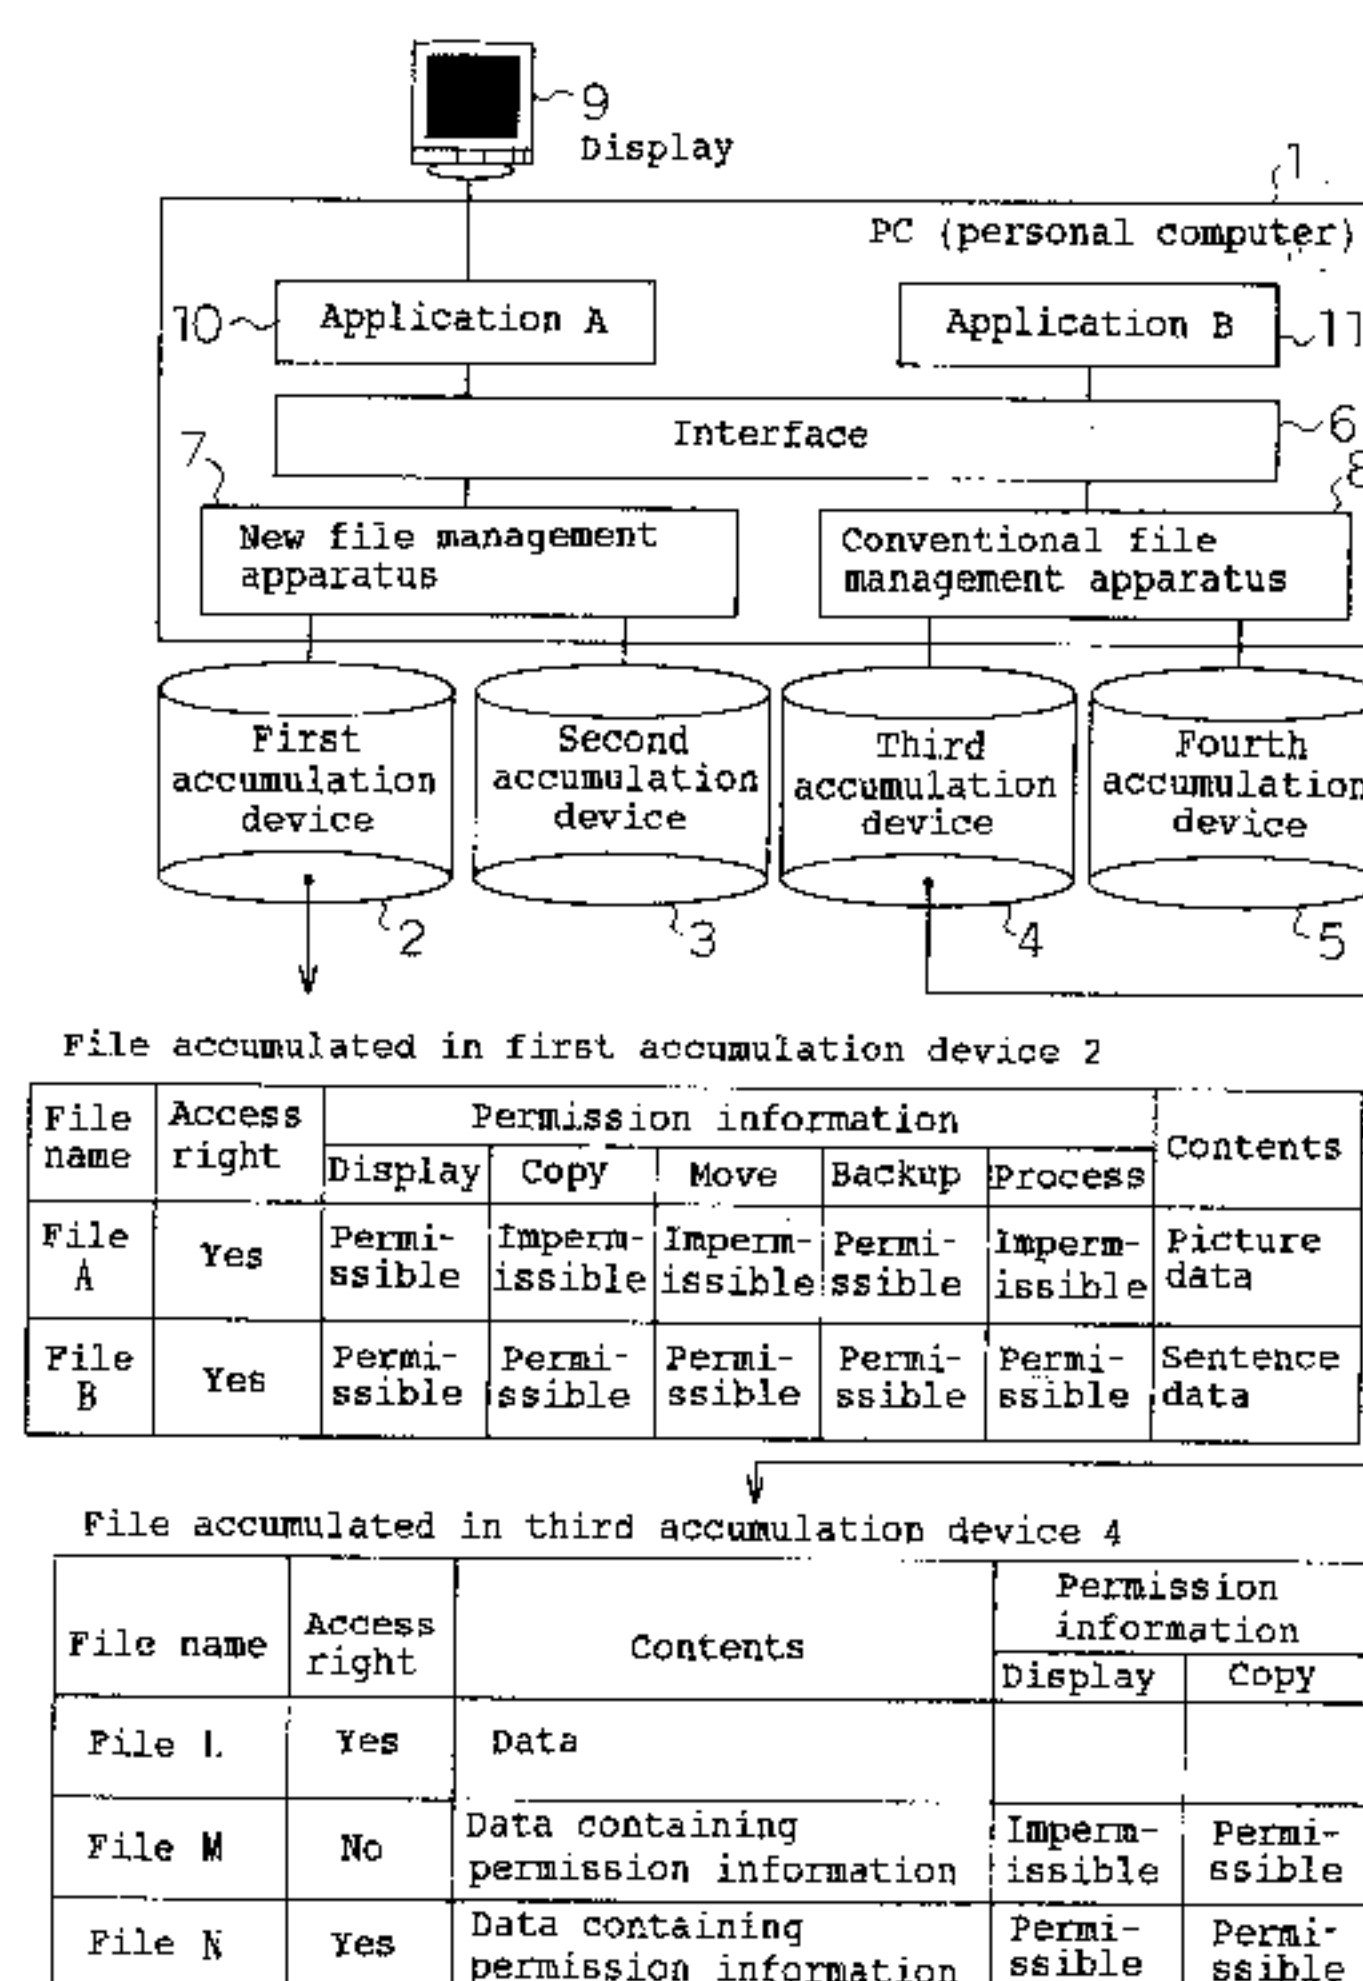 9
Display
1
PC (personal computer)
10
Application A
Application B
11
Interface
6
7
8
New file management
apparatus
Conventional file
management apparatus
First
accumulation
device
Second
accumulation
device
Third
accumulation
device
Fourth
accumulation
device
2
3
4
5
File accumulated in first accumulation device 2
File
name
Access
right
Permission information
Contents
Display
Copy
Move
Backup
Process
File
A
Yes
Permi-
ssible
Imperm-
issible
Imperm-
issible
Permi-
ssible
Imperm-
issible
Picture
data
File
B
Yes
Permi-
ssible
Permi-
ssible
Permi-
ssible
Permi-
ssible
Permi-
ssible
Sentence
data
File accumulated in third accumulation device 4
File name
Access
right
Contents
Permission
information
Display
Copy
File L
Yes
Data
File M
No
Data containing
permission information
Imperm-
issible
Permi-
ssible
File N
Yes
Data containing
permission information
Permi-
ssible
Permi-
ssible